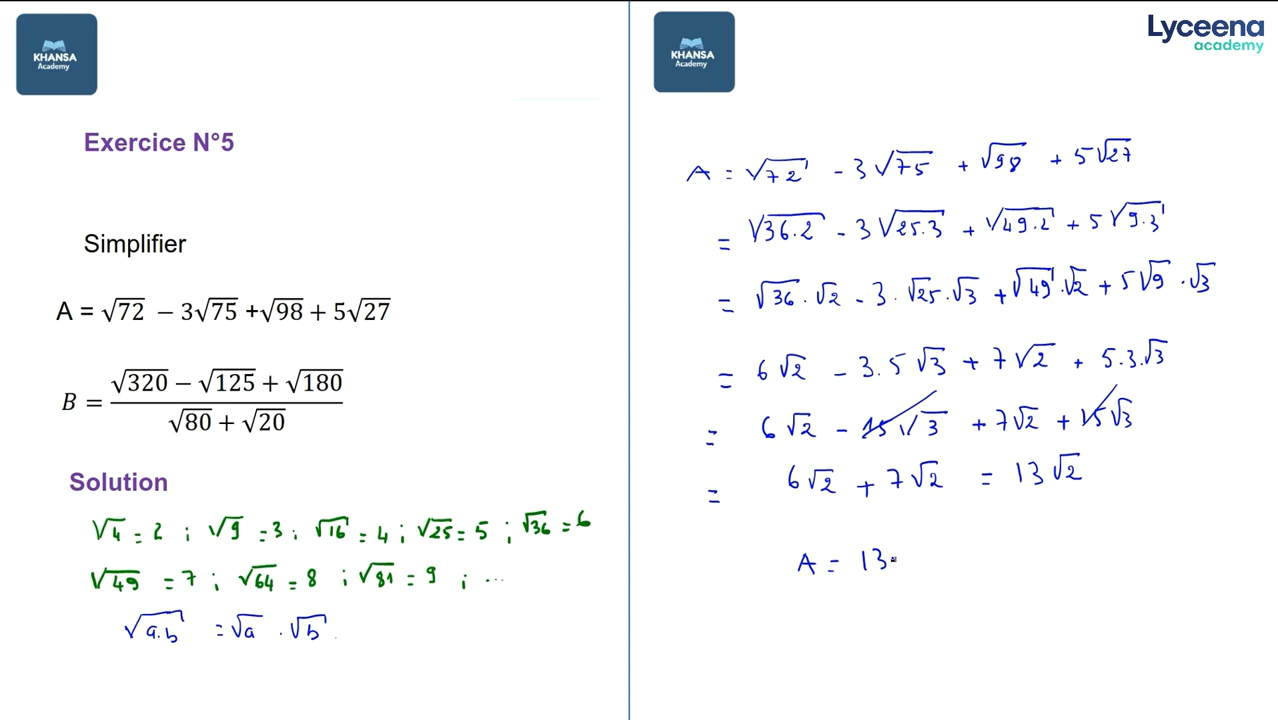 KHANSA
Academy
Exercice N°5
Simplifier
A = √72 − 3√75 +√98 + 5√27
B = (√320 − √125 + √180) / (√80 + √20)
Solution
√4 = 2 ; √9 = 3 ; √16 = 4 ; √25 = 5 ; √36 = 6
√49 = 7 ; √64 = 8 ; √81 = 9 ; ...
√a.b = √a . √b .
KHANSA
Academy
Lyceena
academy
A = √72 - 3√75 + √98 + 5√27
= √36.2 - 3√25.3 + √49.2 + 5√9.3
= √36 . √2 - 3 . √25 . √3 + √49 . √2 + 5√9 . √3
= 6√2 - 3.5√3 + 7√2 + 5.3.√3
= 6√2 - 15√3 + 7√2 + 15√3
= 6√2 + 7√2 = 13√2
A = 13